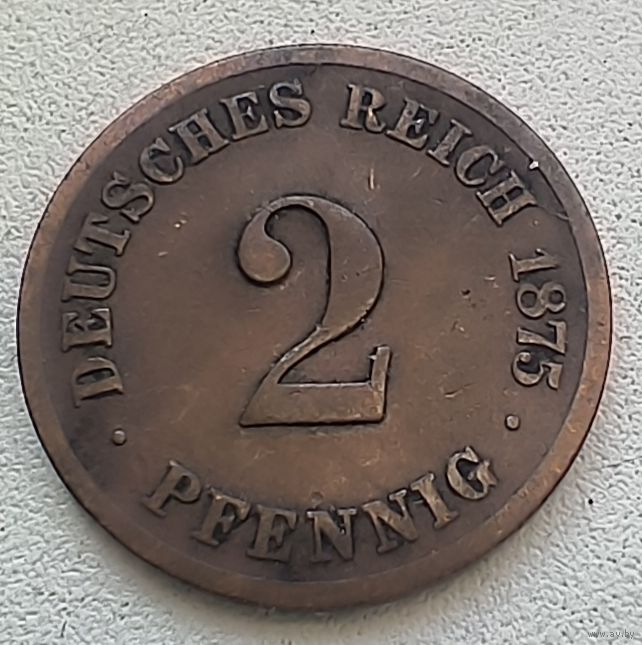 DEUTSCHES REICH 1875
2
· PFENNIG ·
www.ay.by